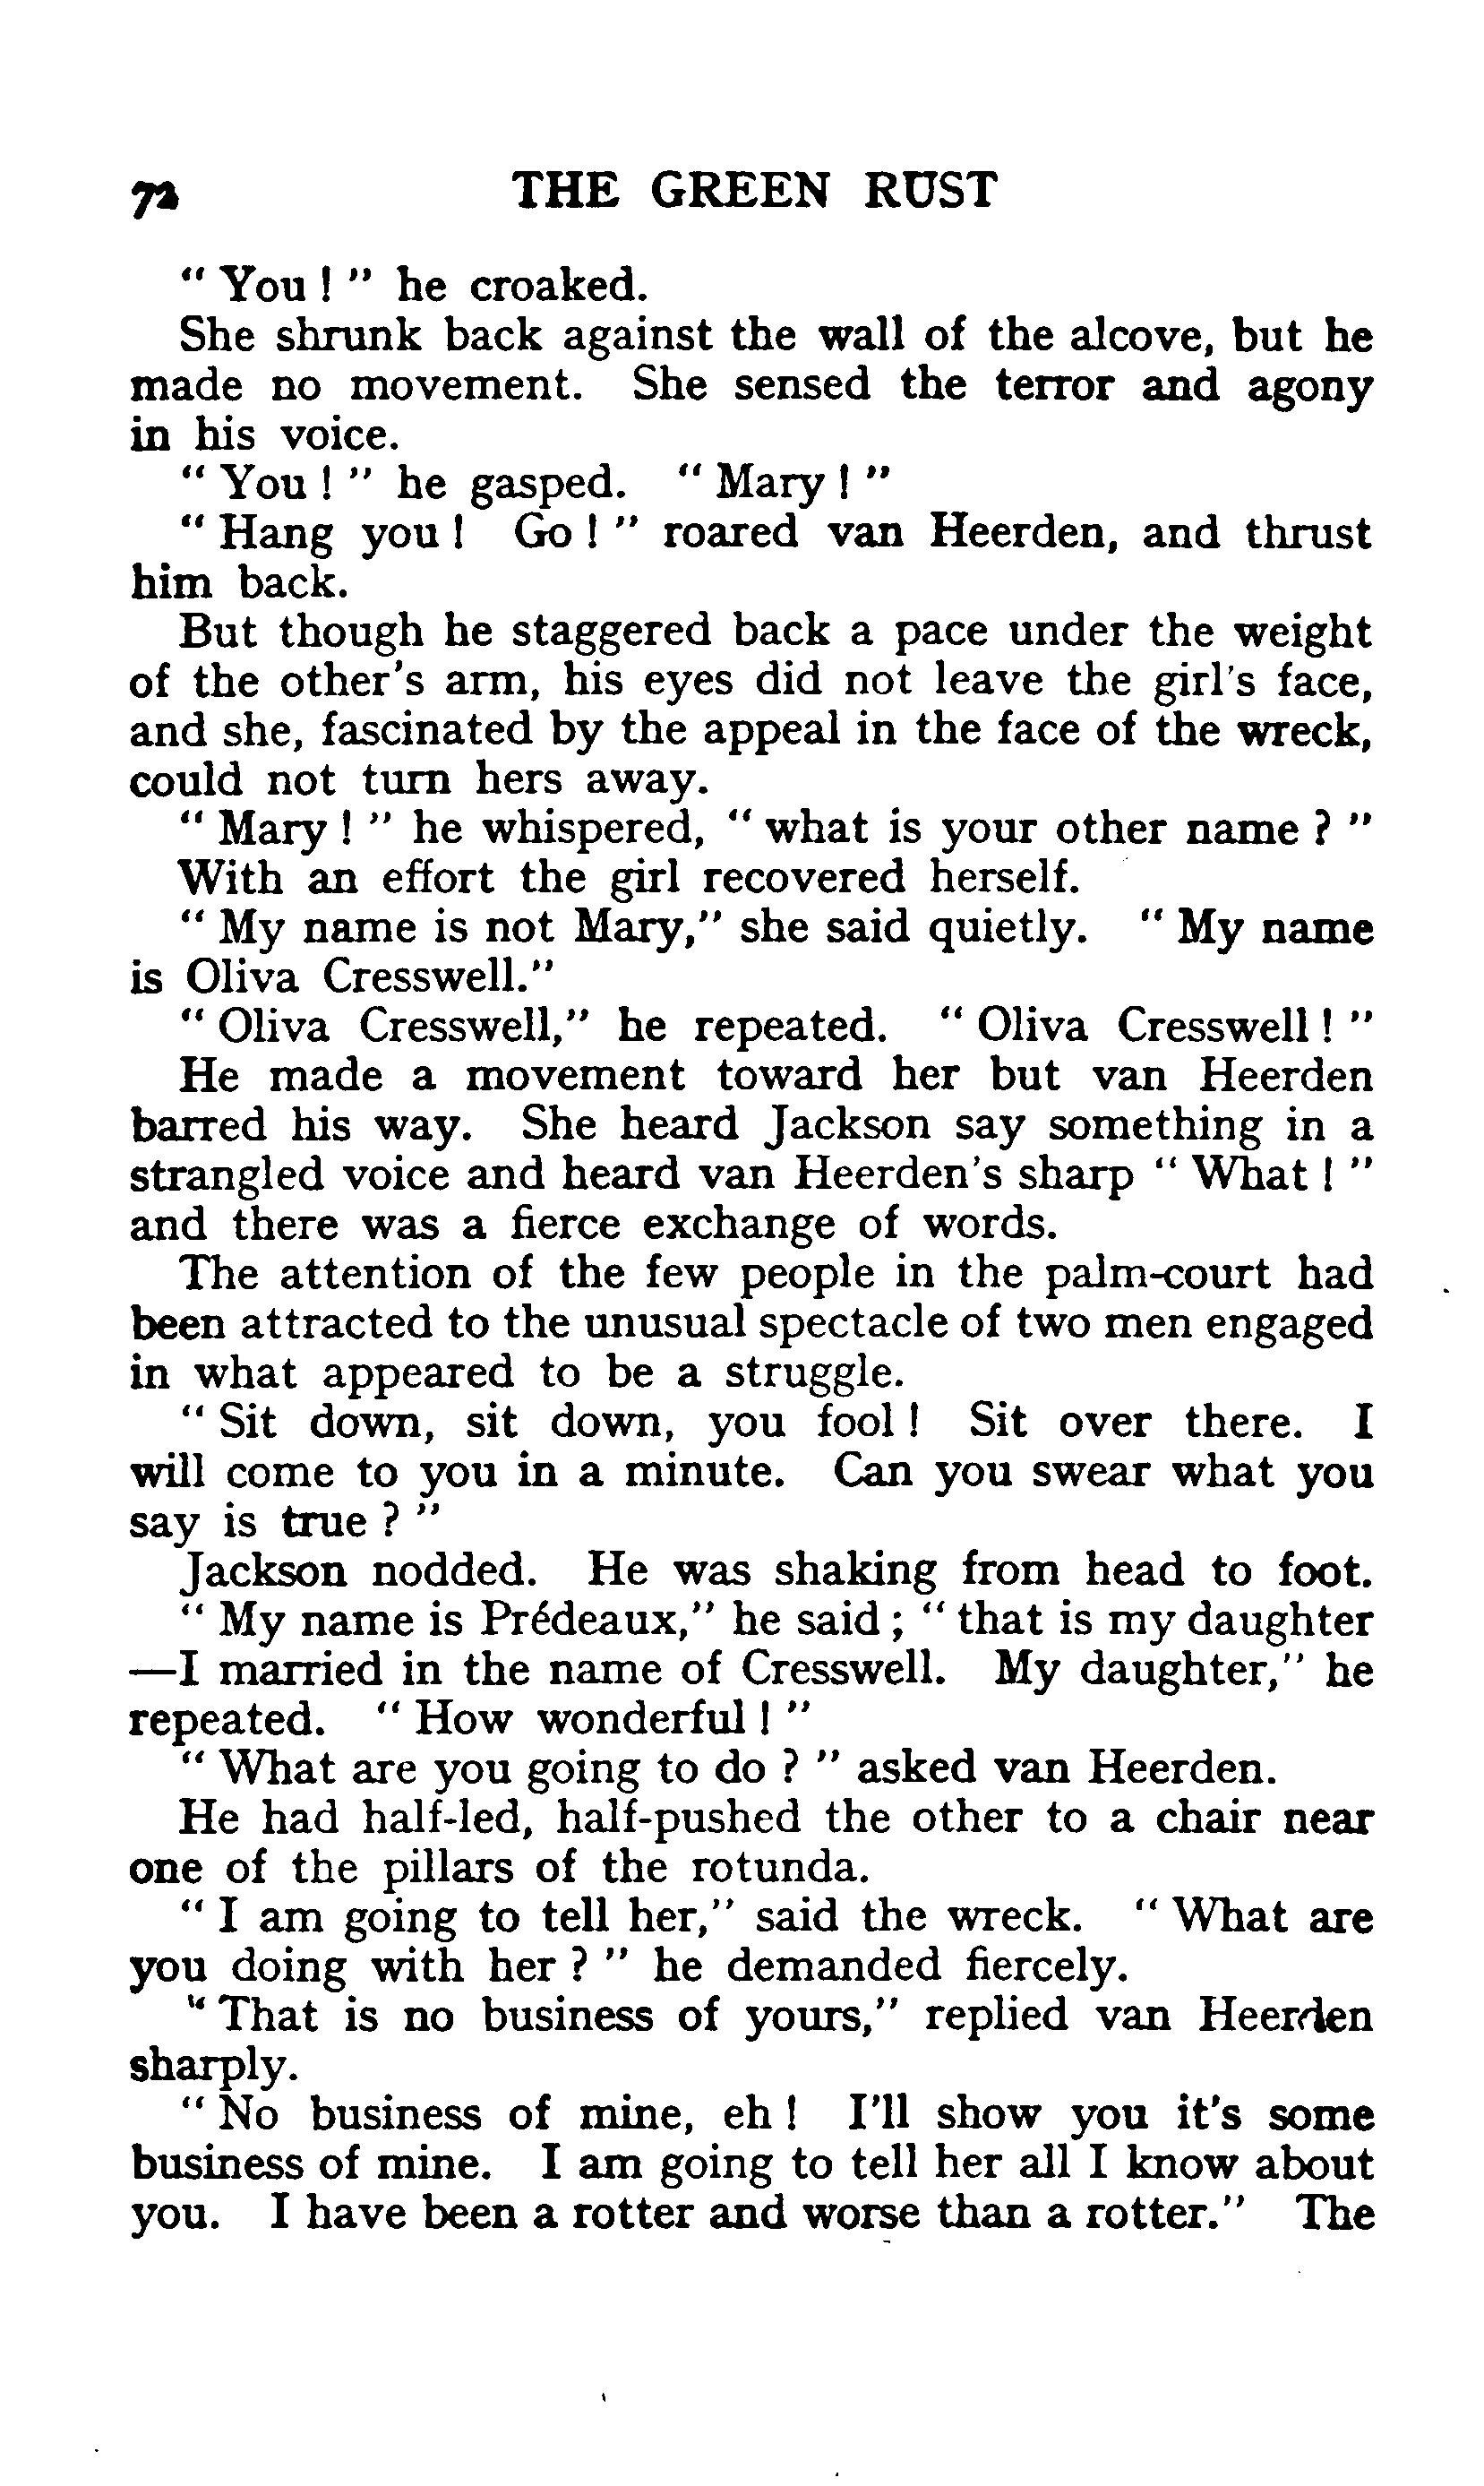 72 THE GREEN RUST
" You ! " he croaked.
She shrunk back against the wall of the alcove, but he
made no movement. She sensed the terror and agony
in his voice.
" You ! " he gasped. " Mary ! "
" Hang you ! Go ! " roared van Heerden, and thrust
him back.
But though he staggered back a pace under the weight
of the other's arm, his eyes did not leave the girl's face,
and she, fascinated by the appeal in the face of the wreck,
could not turn hers away.
" Mary ! " he whispered, " what is your other name ? "
With an effort the girl recovered herself.
" My name is not Mary," she said quietly. " My name
is Oliva Cresswell."
" Oliva Cresswell," he repeated. " Oliva Cresswell ! "
He made a movement toward her but van Heerden
barred his way. She heard Jackson say something in a
strangled voice and heard van Heerden's sharp " What ! "
and there was a fierce exchange of words.
The attention of the few people in the palm-court had
been attracted to the unusual spectacle of two men engaged
in what appeared to be a struggle.
" Sit down, sit down, you fool ! Sit over there. I
will come to you in a minute. Can you swear what you
say is true ? "
Jackson nodded. He was shaking from head to foot.
" My name is Prédeaux," he said ; " that is my daughter
—I married in the name of Cresswell. My daughter," he
repeated. " How wonderful ! "
" What are you going to do ? " asked van Heerden.
He had half-led, half-pushed the other to a chair near
one of the pillars of the rotunda.
" I am going to tell her," said the wreck. " What are
you doing with her ? " he demanded fiercely.
" That is no business of yours," replied van Heerden
sharply.
" No business of mine, eh ! I'll show you it's some
business of mine. I am going to tell her all I know about
you. I have been a rotter and worse than a rotter." The